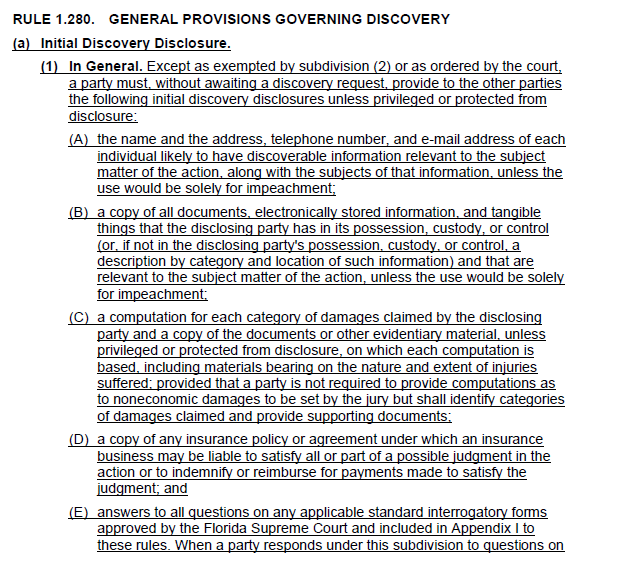 RULE 1.280. GENERAL PROVISIONS GOVERNING DISCOVERY
(a) Initial Discovery Disclosure.
(1) In General. Except as exempted by subdivision (2) or as ordered by the court,
a party must, without awaiting a discovery request, provide to the other parties
the following initial discovery disclosures unless privileged or protected from
disclosure:
(A) the name and the address, telephone number, and e-mail address of each
individual likely to have discoverable information relevant to the subject
matter of the action, along with the subjects of that information, unless the
use would be solely for impeachment;
(B) a copy of all documents, electronically stored information, and tangible
things that the disclosing party has in its possession, custody, or control
(or, if not in the disclosing party's possession, custody, or control, a
description by category and location of such information) and that are
relevant to the subject matter of the action, unless the use would be solely
for impeachment;
(C) a computation for each category of damages claimed by the disclosing
party and a copy of the documents or other evidentiary material, unless
privileged or protected from disclosure, on which each computation is
based, including materials bearing on the nature and extent of injuries
suffered; provided that a party is not required to provide computations as
to noneconomic damages to be set by the jury but shall identify categories
of damages claimed and provide supporting documents;
(D) a copy of any insurance policy or agreement under which an insurance
business may be liable to satisfy all or part of a possible judgment in the
action or to indemnify or reimburse for payments made to satisfy the
judgment; and
(E) answers to all questions on any applicable standard interrogatory forms
approved by the Florida Supreme Court and included in Appendix I to
these rules. When a party responds under this subdivision to questions on